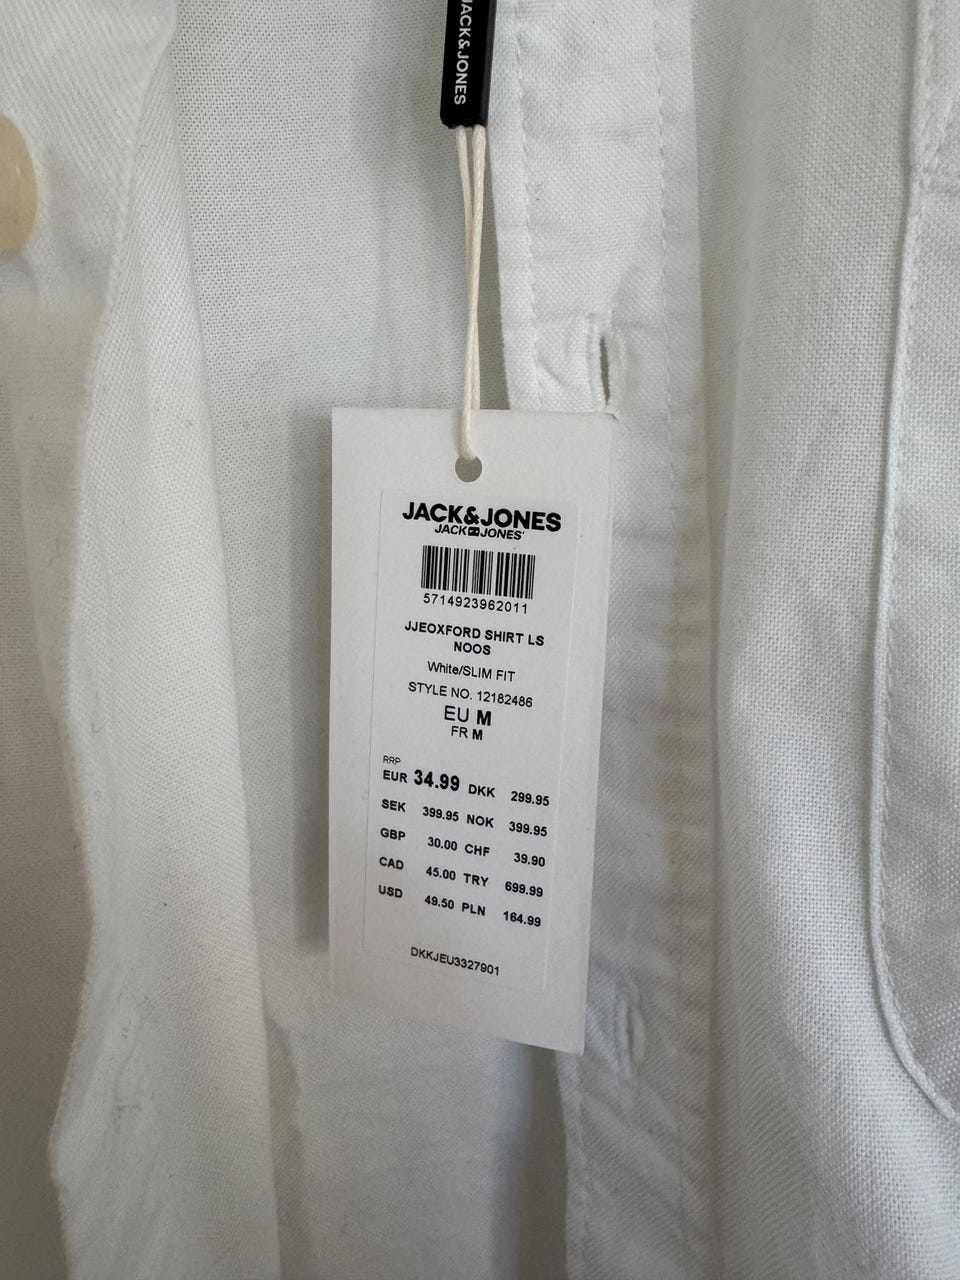 JACK&JONES
JACK&JONES
JACK JONES'
5714923962011
JJEOXFORD SHIRT LS
NOOS
White/SLIM FIT
STYLE NO. 12182486
EU M
FR M
RRP
EUR 34.99 DKK 299.95
SEK 399.95 NOK 399.95
GBP 30.00 CHF 39.90
CAD 45.00 TRY 699.99
USD 49.50 PLN 164.99
DKKJEU3327901